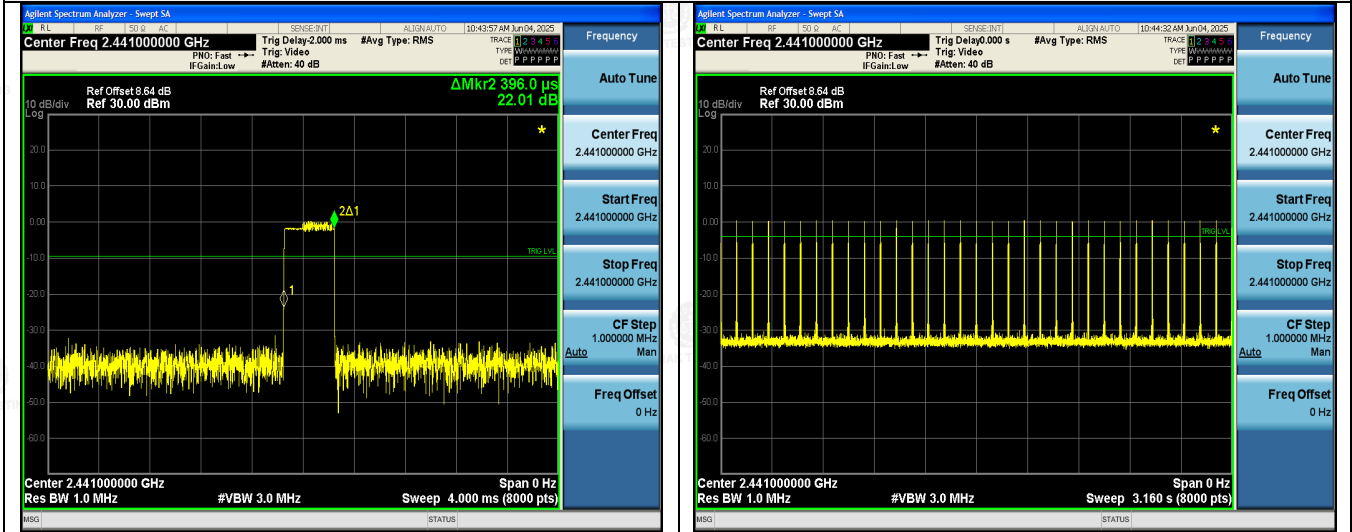 Agilent Spectrum Analyzer - Swept SA
LXI RL RF 50 Ω AC SENSE:INT ALIGN AUTO 10:43:57 AM Jun 04, 2025
Center Freq 2.441000000 GHz
PNO: Fast
IFGain:Low
Trig Delay-2.000 ms
Trig: Video
#Atten: 40 dB
#Avg Type: RMS
TRACE 1 2 3 4 5 6
TYPE WWWWWW
DET P P P P P P
ΔMkr2 396.0 µs
22.01 dB
Ref Offset 8.64 dB
10 dB/div Ref 30.00 dBm
Log
20.0
10.0
0.00
-10.0
-20.0
-30.0
-40.0
-50.0
-60.0
2Δ1
TRIG LVL
1
Center 2.441000000 GHz Span 0 Hz
Res BW 1.0 MHz #VBW 3.0 MHz Sweep 4.000 ms (8000 pts)
MSG STATUS
Frequency
Auto Tune
Center Freq
2.441000000 GHz
Start Freq
2.441000000 GHz
Stop Freq
2.441000000 GHz
CF Step
1.000000 MHz
Auto Man
Freq Offset
0 Hz
Agilent Spectrum Analyzer - Swept SA
LXI RL RF 50 Ω AC SENSE:INT ALIGN AUTO 10:44:32 AM Jun 04, 2025
Center Freq 2.441000000 GHz
PNO: Fast
IFGain:Low
Trig Delay0.000 s
Trig: Video
#Atten: 40 dB
#Avg Type: RMS
TRACE 1 2 3 4 5 6
TYPE WWWWWW
DET P P P P P P
Ref Offset 8.64 dB
10 dB/div Ref 30.00 dBm
Log
20.0
10.0
0.00
-10.0
-20.0
-30.0
-40.0
-50.0
-60.0
TRIG LVL
Center 2.441000000 GHz Span 0 Hz
Res BW 1.0 MHz #VBW 3.0 MHz Sweep 3.160 s (8000 pts)
MSG STATUS
Frequency
Auto Tune
Center Freq
2.441000000 GHz
Start Freq
2.441000000 GHz
Stop Freq
2.441000000 GHz
CF Step
1.000000 MHz
Auto Man
Freq Offset
0 Hz